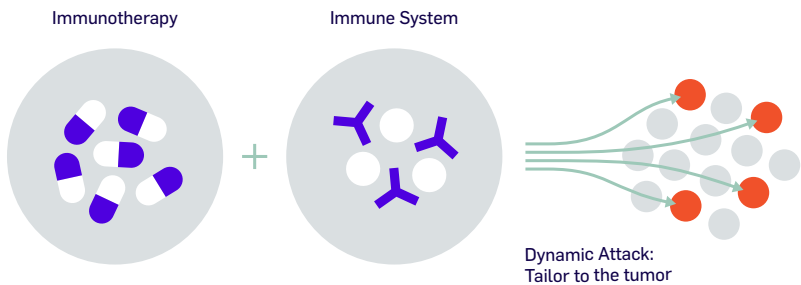 Immunotherapy
Immune System
Dynamic Attack:
Tailor to the tumor